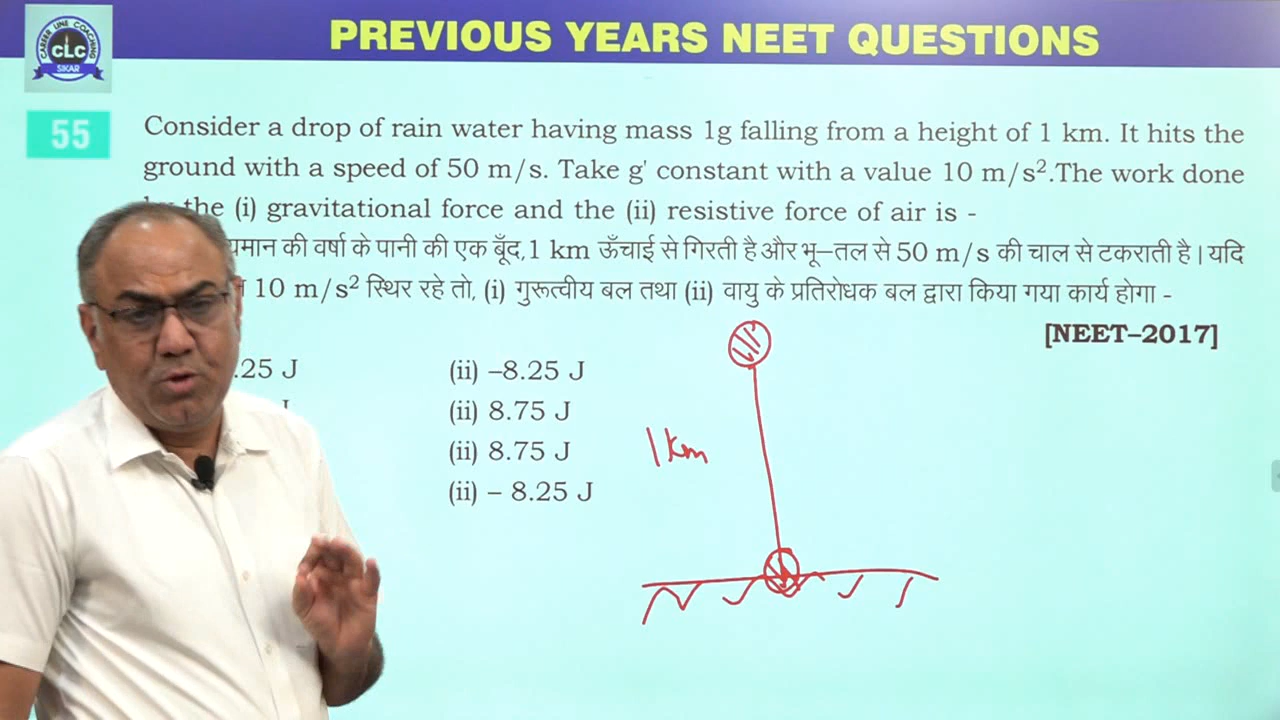 PREVIOUS YEARS NEET QUESTIONS
CAREER LINE COACHING
CLC
SIKAR
55
Consider a drop of rain water having mass 1g falling from a height of 1 km. It hits the
ground with a speed of 50 m/s. Take g' constant with a value 10 m/s².The work done
the (i) gravitational force and the (ii) resistive force of air is -
की वर्षा के पानी की एक बूँद,1 km ऊँचाई से गिरती है और भू–तल से 50 m/s की चाल से टकराती है। यदि
10 m/s² स्थिर रहे तो, (i) गुरूत्वीय बल तथा (ii) वायु के प्रतिरोधक बल द्वारा किया गया कार्य होगा -
[NEET–2017]
.25 J (ii) –8.25 J
J (ii) 8.75 J
(ii) 8.75 J
(ii) – 8.25 J
1 km